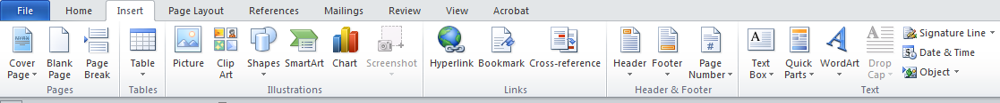 File Home Insert Page Layout References Mailings Review View Acrobat
Cover Page Blank Page Page Break Table Picture Clip Art Shapes SmartArt Chart Screenshot Hyperlink Bookmark Cross-reference Header Footer Page Number Text Box Quick Parts WordArt Drop Cap
Signature Line
Date & Time
Object
Pages Tables Illustrations Links Header & Footer Text